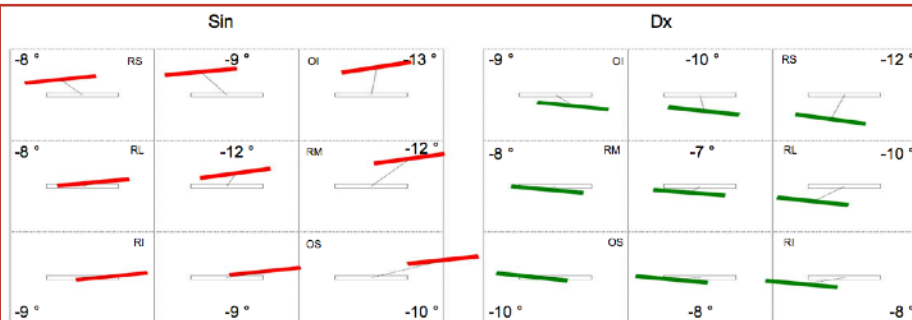 Sin Dx
-8 ° RS -9 ° OI -13 ° -9 ° OI -10 ° RS -12 °
-8 ° RL -12 ° RM -12 ° -8 ° RM -7 ° RL -10 °
RI OS OS RI
-9 ° -9 ° -10 ° -10 ° -8 ° -8 °